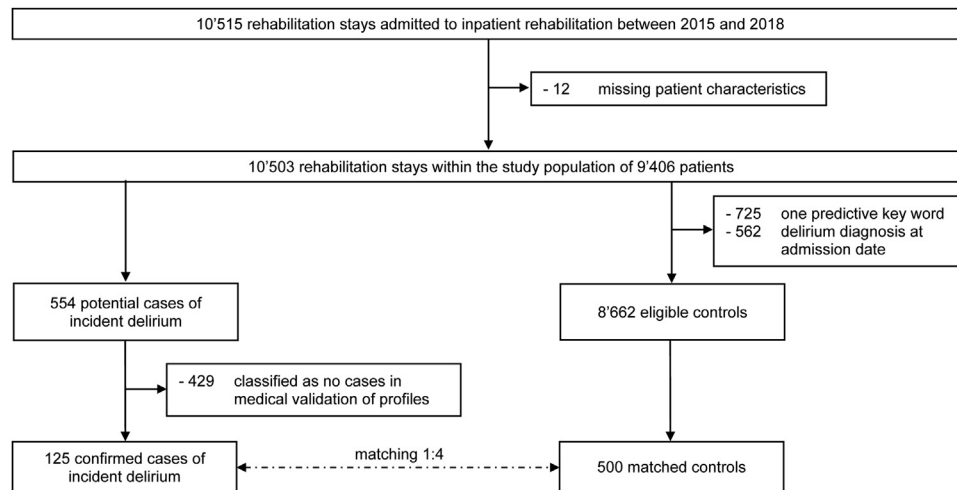 10’515 rehabilitation stays admitted to inpatient rehabilitation between 2015 and 2018
- 12 missing patient characteristics
10’503 rehabilitation stays within the study population of 9’406 patients
- 725 one predictive key word
- 562 delirium diagnosis at
admission date
554 potential cases of
incident delirium
8’662 eligible controls
- 429 classified as no cases in
medical validation of profiles
125 confirmed cases of
incident delirium
matching 1:4
500 matched controls